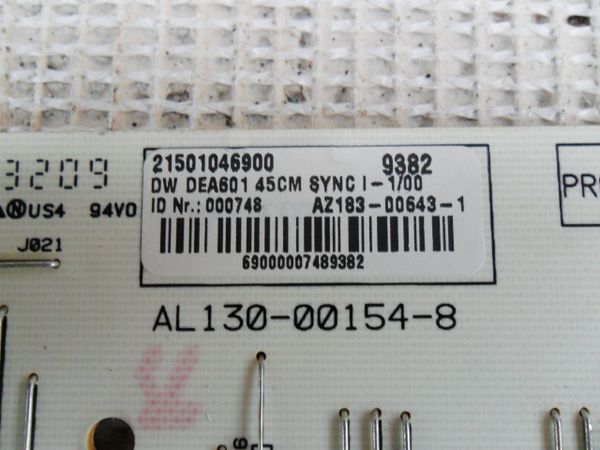 3209
21501046900 9382
DW DEA601 45CM SYNC I - 1/00
US4 94V0
ID Nr.: 000748 AZ183-00643-1
J021
69000007489382
AL130-00154-8